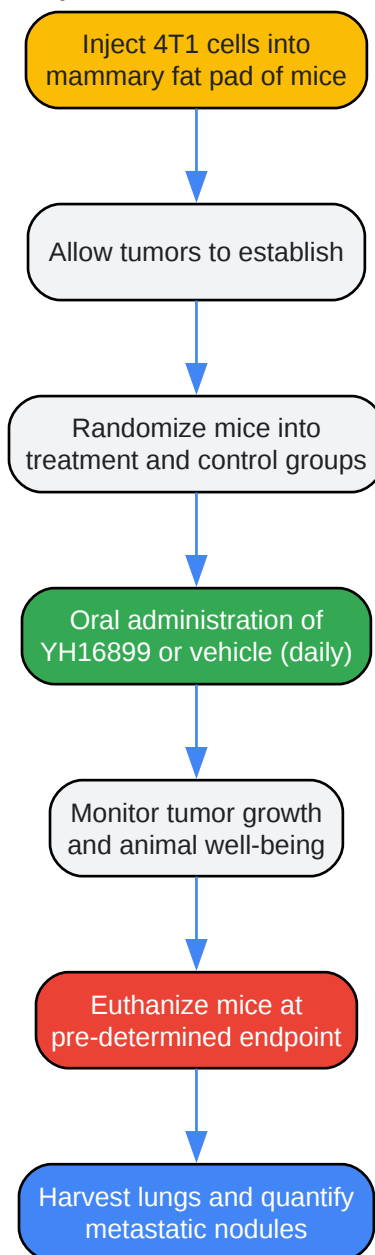 Inject 4T1 cells into
mammary fat pad of mice
Allow tumors to establish
Randomize mice into
treatment and control groups
Oral administration of
YH16899 or vehicle (daily)
Monitor tumor growth
and animal well-being
Euthanize mice at
pre-determined endpoint
Harvest lungs and quantify
metastatic nodules